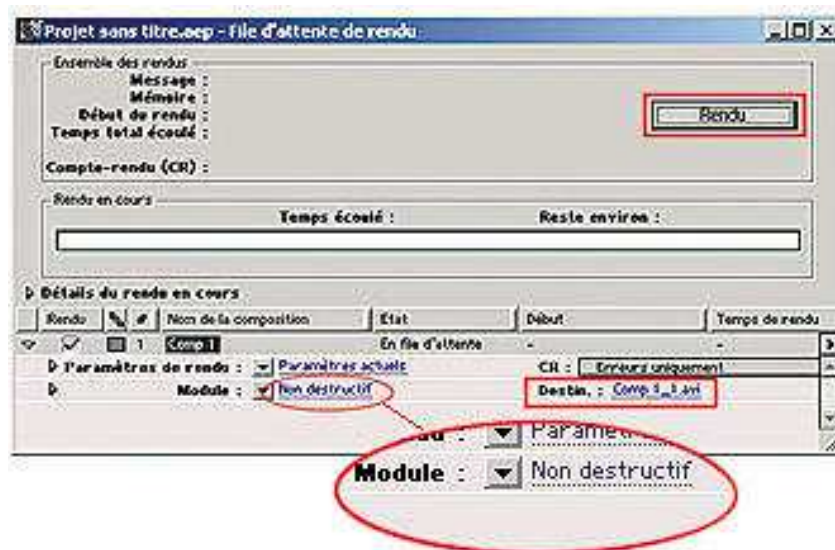 Projet sans titre.aep - File d'attente de rendu
Ensemble des rendus
Message :
Mémoire :
Début du rendu :
Temps total écoulé :
Rendu
Compte-rendu (CR) :
Rendu en cours
Temps écoulé : Reste environ :
Détails du rendu en cours
Rendu # Nom de la composition Etat Début Temps de rendu
1 Comp 1 En file d'attente - -
Paramètres de rendu : Paramètres actuels CR : Erreurs uniquement
Module : Non destructif Destin. : Comp 1_1.avi
Module : Non destructif